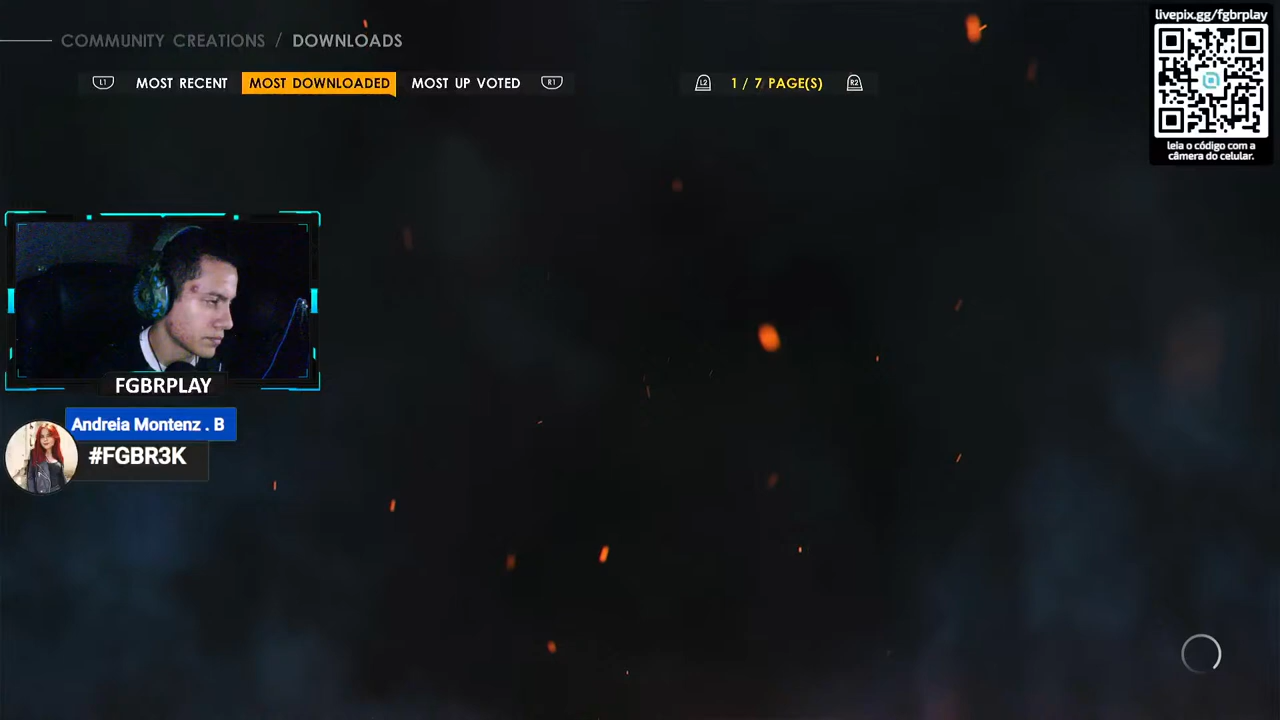 livepix.gg/fgbrplay
COMMUNITY CREATIONS / DOWNLOADS
L1 MOST RECENT MOST DOWNLOADED MOST UP VOTED R1 L2 1 / 7 PAGE(S) R2
leia o código com a
câmera do celular.
FGBRPLAY
Andreia Montenz . B
#FGBR3K